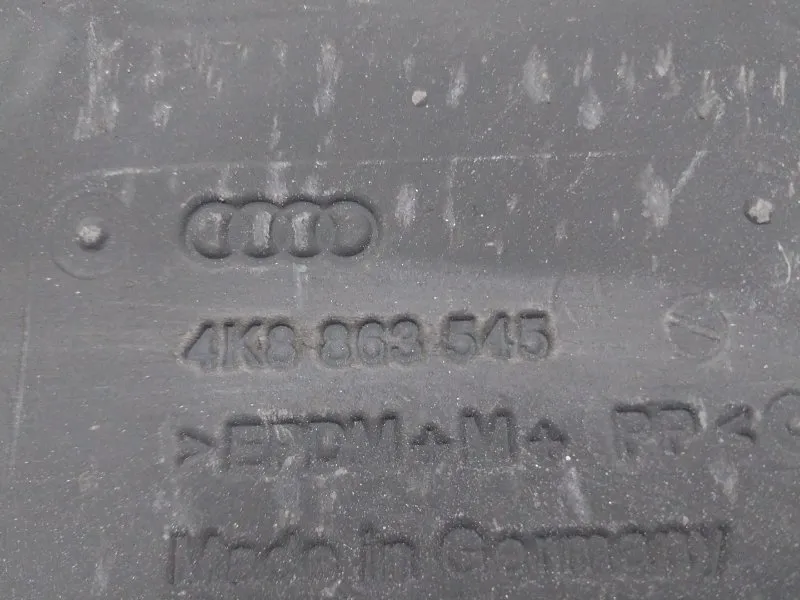 4K8 863 545
>EPDM+M+ PP<
Made in Germany